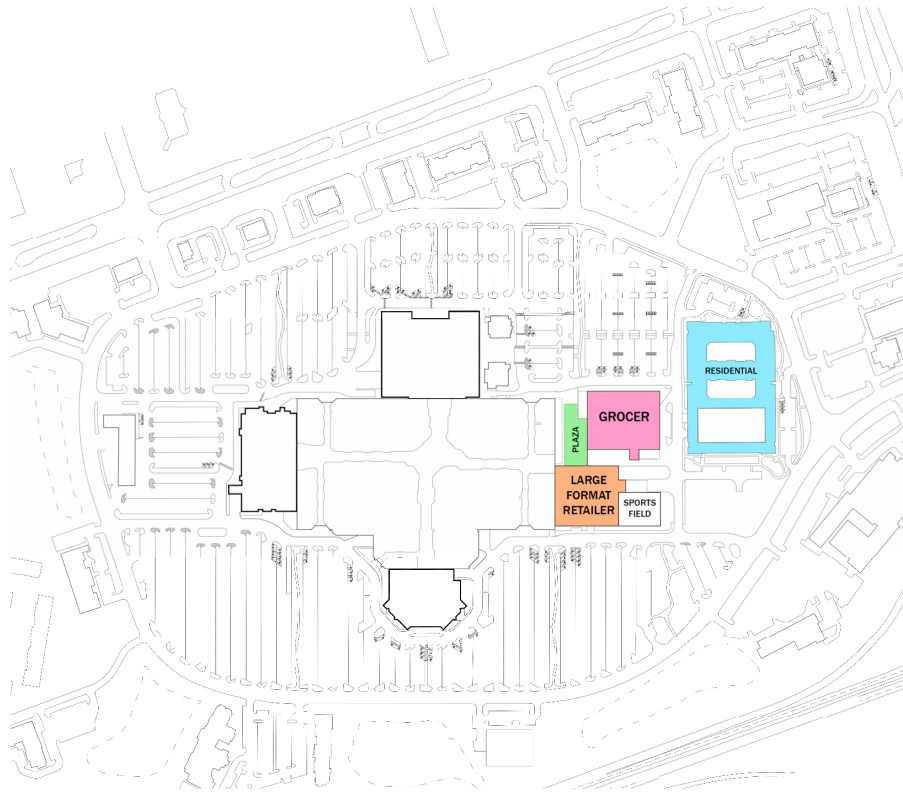 RESIDENTIAL
GROCER
PLAZA
LARGE
FORMAT
RETAILER
SPORTS
FIELD